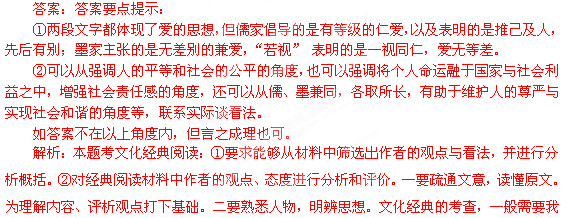 答案：答案要点提示：
①两段文字都体现了爱的思想，但儒家倡导的是有等级的仁爱，以及表明的是推己及人，
先后有别；墨家主张的是无差别的兼爱，“若视” 表明的是一视同仁，爱无等差。
②可以从强调人的平等和社会的公平的角度，也可以强调将个人命运融于国家与社会利
益之中，增强社会责任感的角度，还可以从儒、墨兼同，各取所长，有助于维护人的尊严与
实现社会和谐的角度等，联系实际谈看法。
如答案不在以上角度内，但言之成理也可。
解析：本题考文化经典阅读：①要求能够从材料中筛选出作者的观点与看法，并进行分
析概括。②对经典阅读材料中作者的观点、态度进行分析和评价。一要疏通文意，读懂原文。
为理解内容、评析观点打下基础。二要熟悉人物，明辨思想。文化经典的考查，一般需要我